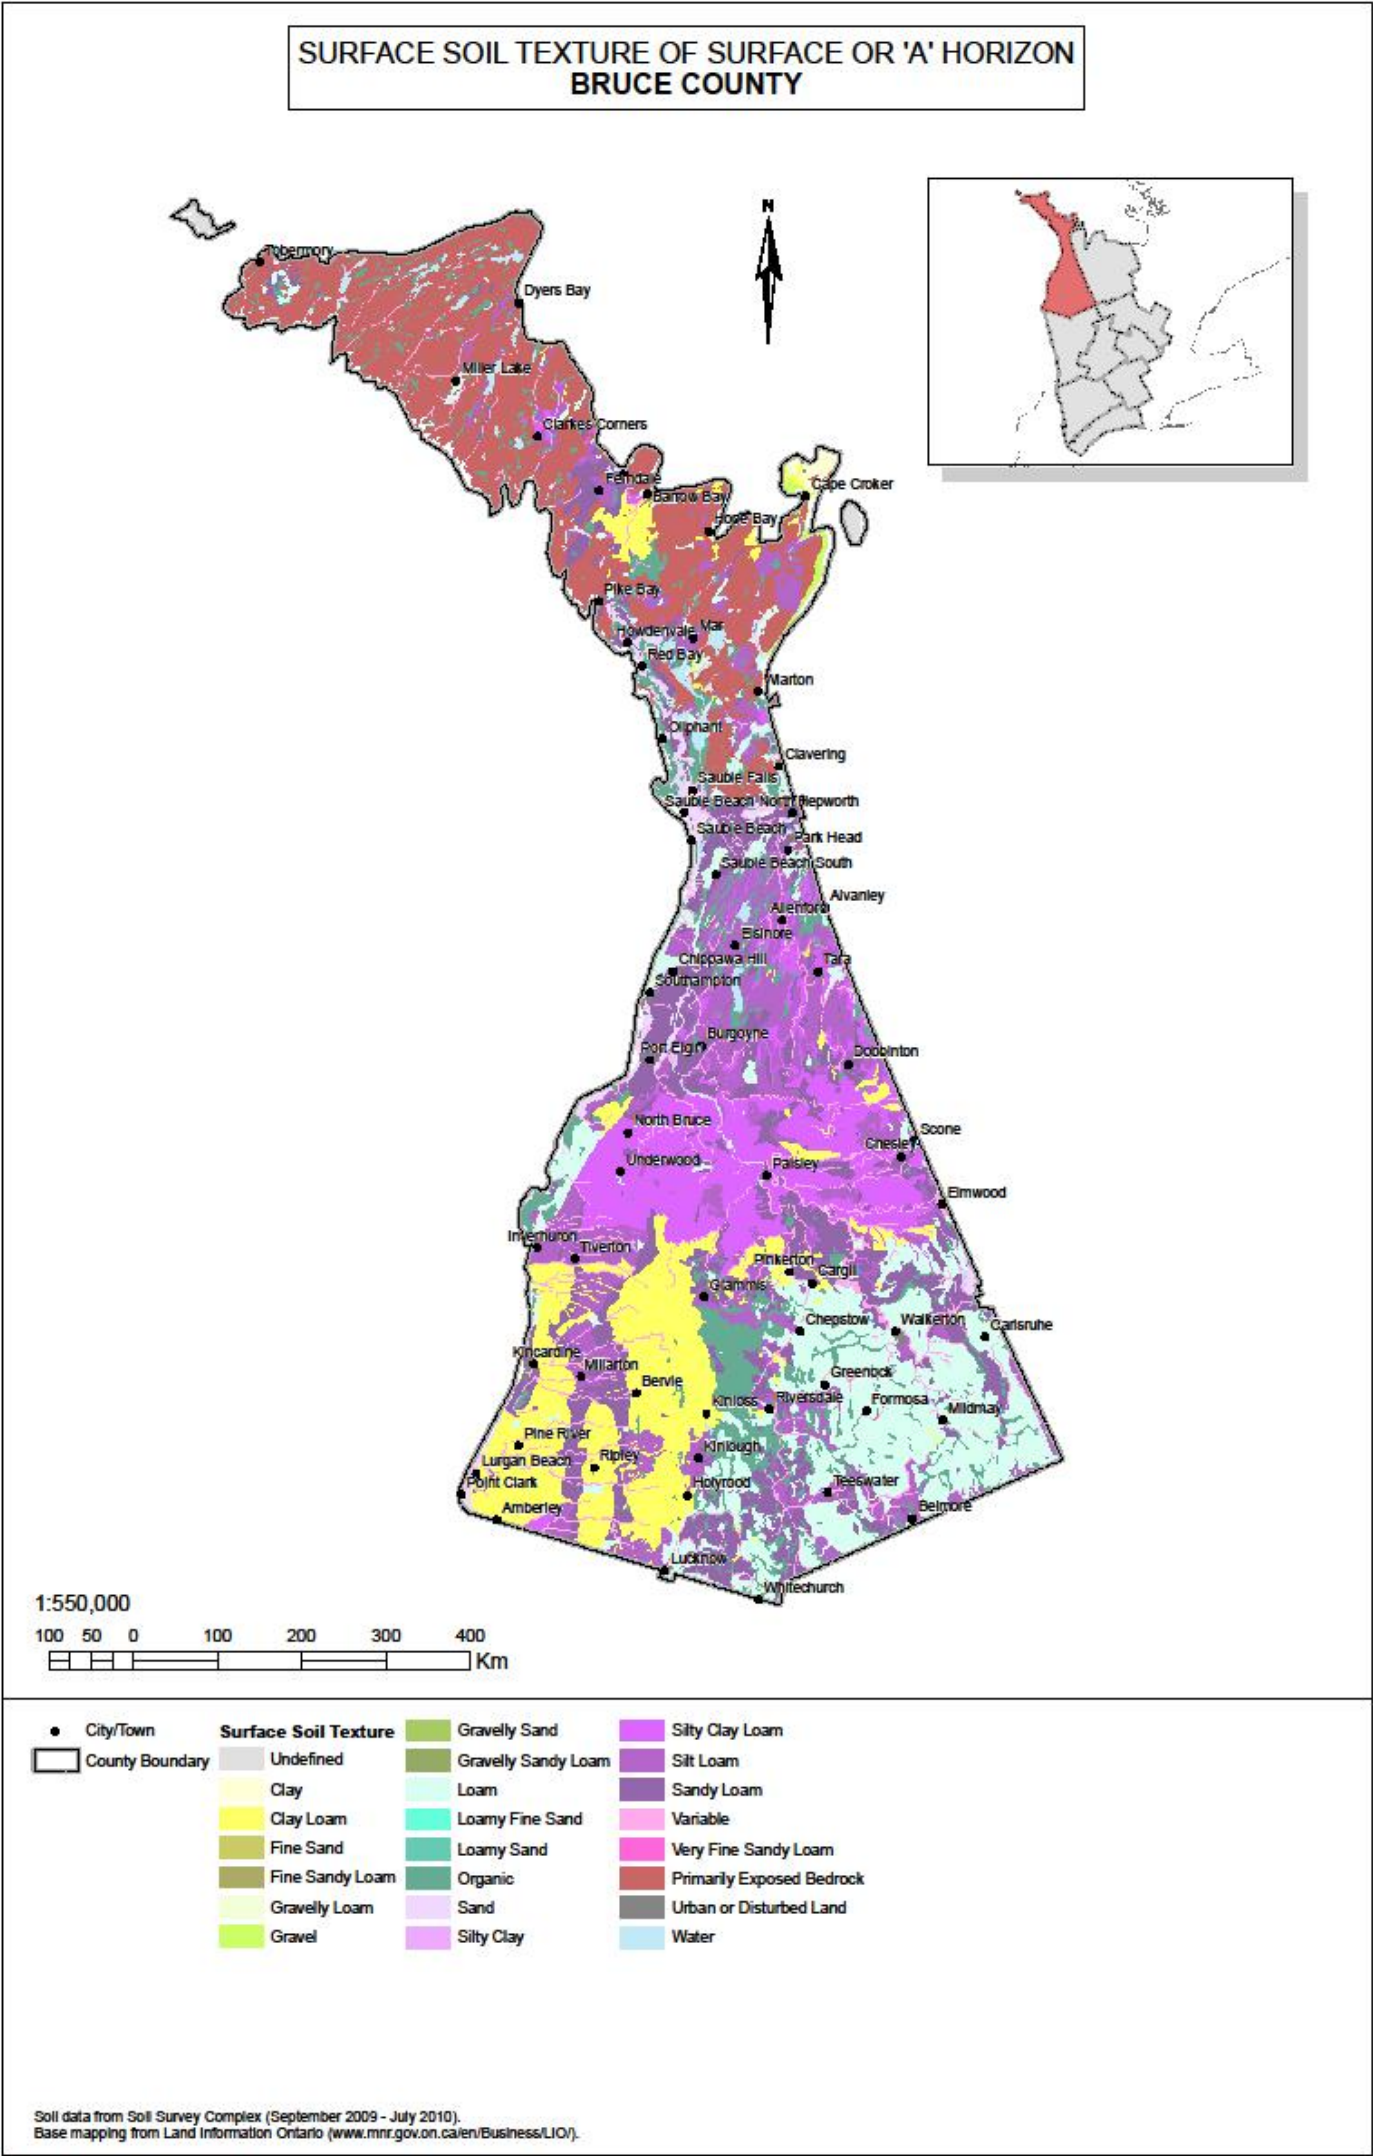 SURFACE SOIL TEXTURE OF SURFACE OR 'A' HORIZON
BRUCE COUNTY
N
Tobermory
Dyers Bay
Miller Lake
Clarkes Corners
Ferndale
Barrow Bay
Cape Croker
Hope Bay
Pike Bay
Howdenvale
Mar
Red Bay
Wiarton
Oliphant
Clavering
Sauble Falls
Sauble Beach North
Hepworth
Sauble Beach
Park Head
Sauble Beach South
Alvanley
Allenford
Elsinore
Chippawa Hill
Tara
Southampton
Burgoyne
Port Elgin
Dobbinton
North Bruce
Scone
Chesley
Underwood
Paisley
Elmwood
Inverhuron
Tiverton
Pinkerton
Cargill
Glammis
Chepstow
Walkerton
Carlsruhe
Kincardine
Millarton
Greenock
Bervie
Kinloss
Riversdale
Formosa
Mildmay
Pine River
Kinlough
Lurgan Beach
Ripley
Point Clark
Holyrood
Teeswater
Amberley
Belmore
Lucknow
Whitechurch
1:550,000
100 50 0 100 200 300 400
Km
City/Town
County Boundary
Surface Soil Texture
Undefined
Clay
Clay Loam
Fine Sand
Fine Sandy Loam
Gravelly Loam
Gravel
Gravelly Sand
Gravelly Sandy Loam
Loam
Loamy Fine Sand
Loamy Sand
Organic
Sand
Silty Clay
Silty Clay Loam
Silt Loam
Sandy Loam
Variable
Very Fine Sandy Loam
Primarily Exposed Bedrock
Urban or Disturbed Land
Water
Soil data from Soil Survey Complex (September 2009 - July 2010).
Base mapping from Land Information Ontario (www.mnr.gov.on.ca/en/Business/LIO/).